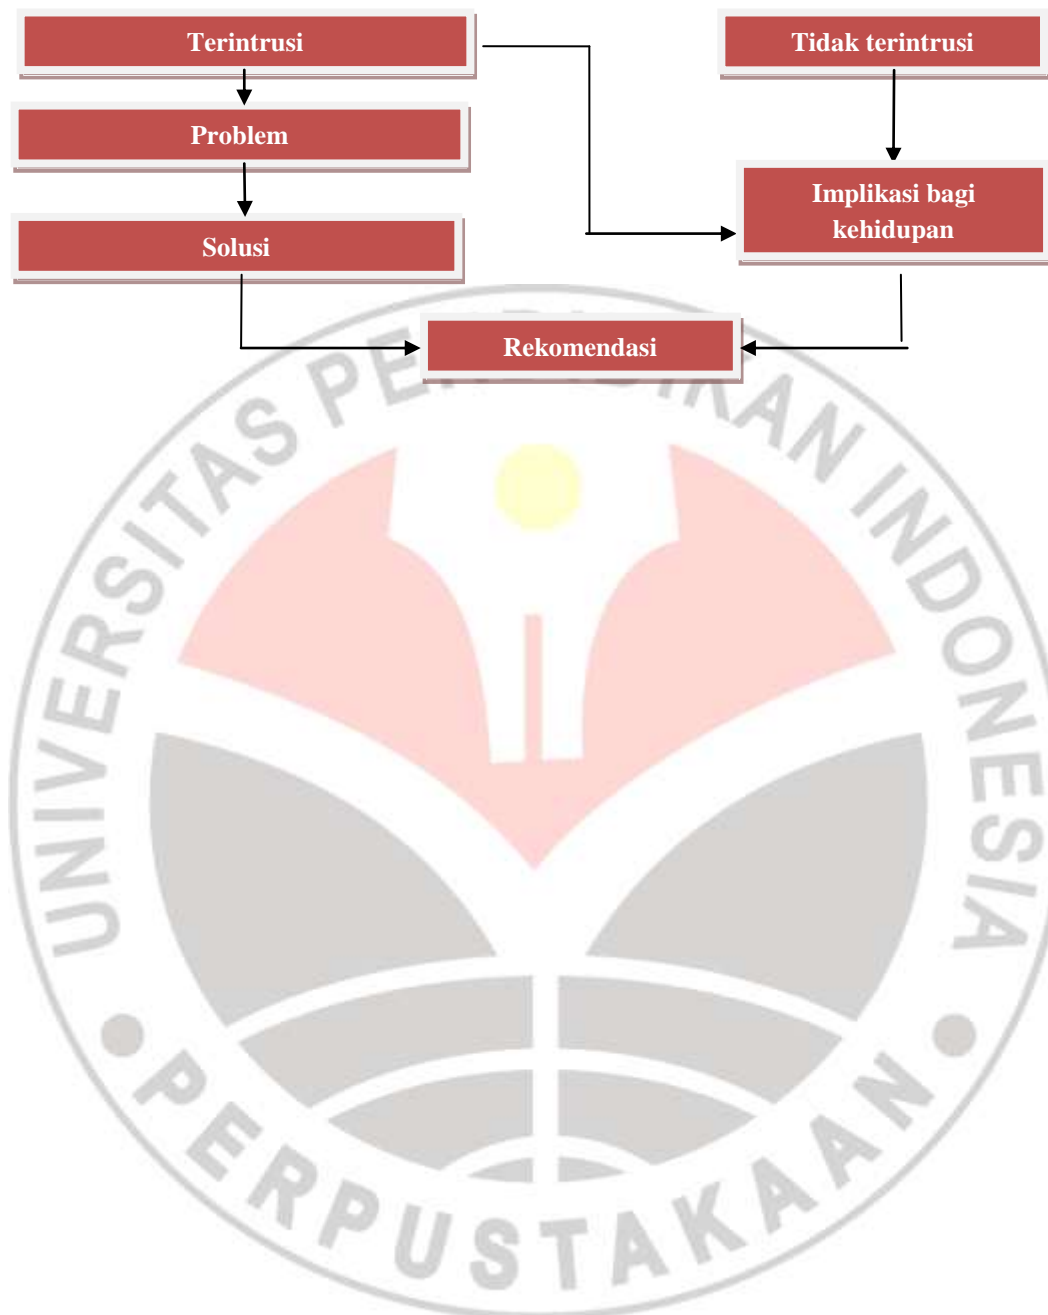 Terintrusi
Tidak terintrusi
Problem
Implikasi bagi
kehidupan
Solusi
Rekomendasi
UNIVERSITAS PENDIDIKAN INDONESIA
PERPUSTAKAAN